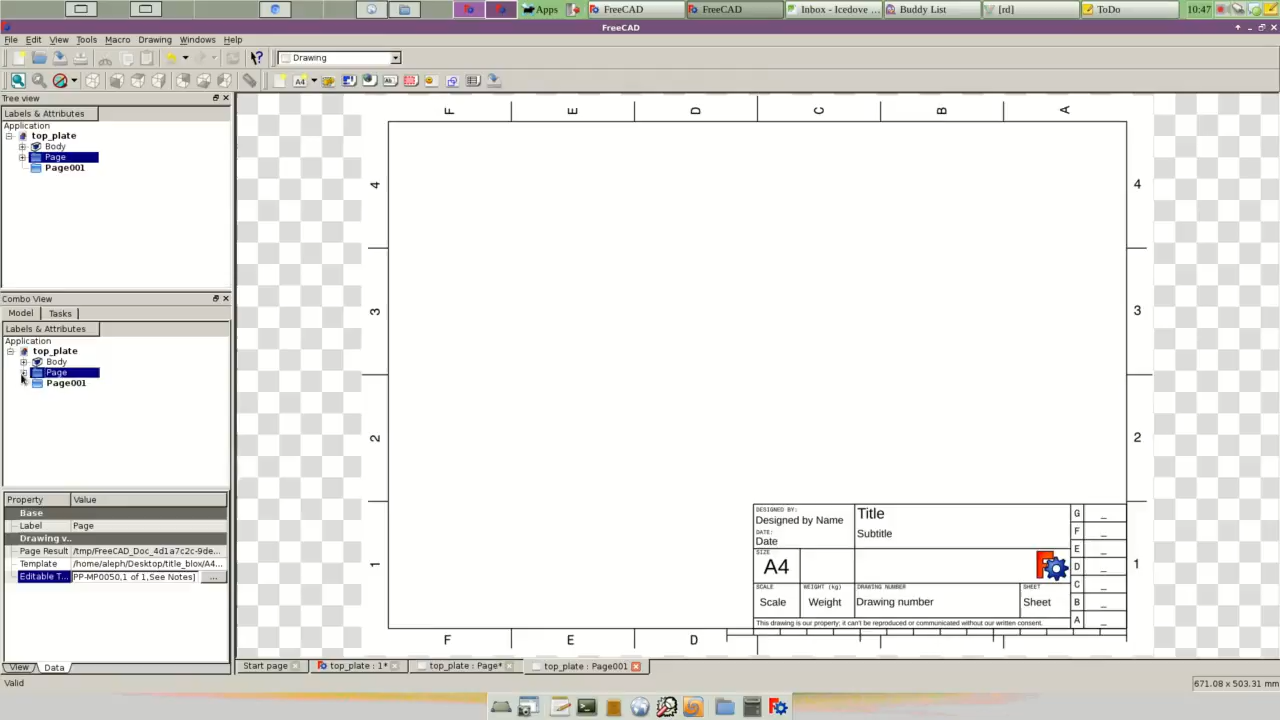 Apps
FreeCAD
FreeCAD
Inbox - Icedove ...
Buddy List
[rd]
ToDo
10:47
FreeCAD
File Edit View Tools Macro Drawing Windows Help
Drawing
A4
Tree view
Labels & Attributes
Application
top_plate
Body
Page
Page001
Combo View
Model Tasks
Labels & Attributes
Application
top_plate
Body
Page
Page001
Property Value
Base
Label Page
Drawing v..
Page Result /tmp/FreeCAD_Doc_4d1a7c2c-9de...
Template /home/aleph/Desktop/title_blox/A4...
Editable T... PP-MP0050,1 of 1,See Notes] ...
View Data
Valid
F E D C B A
4 4
3 3
2 2
1 1
DESIGNED BY:
Designed by Name
DATE:
Date
Title
Subtitle
SIZE
A4
SCALE
Scale
WEIGHT (kg)
Weight
DRAWING NUMBER
Drawing number
SHEET
Sheet
This drawing is our property; it can't be reproduced or communicated without our written consent.
G _
F _
E _
D _
C _
B _
A _
F E D
Start page top_plate : 1* top_plate : Page* top_plate : Page001
671.08 x 503.31 mm